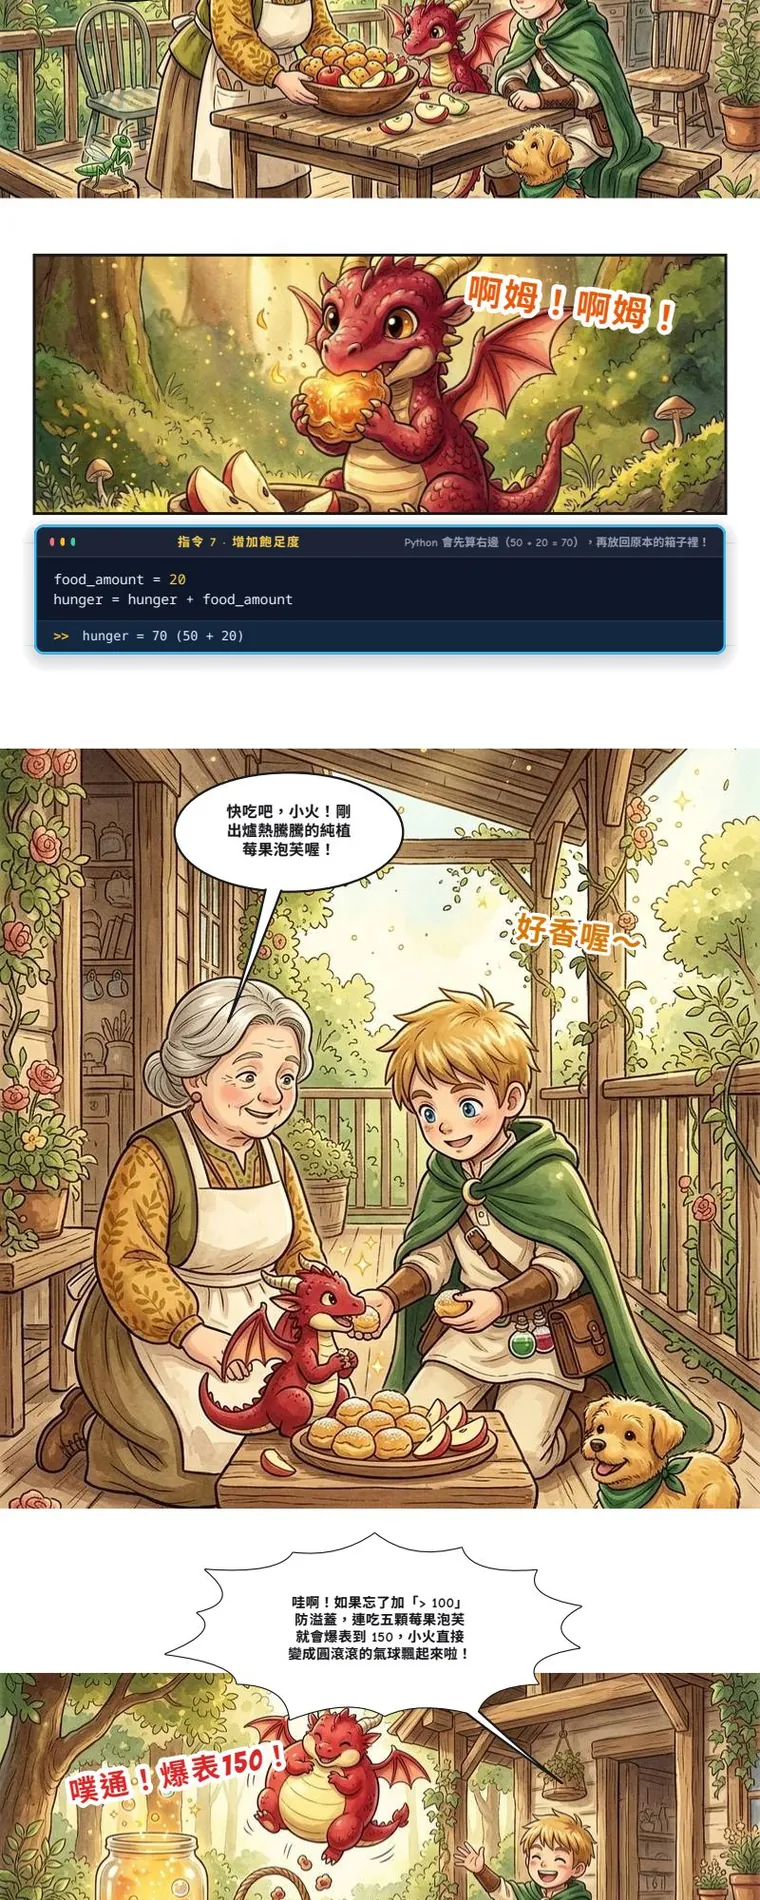 啊姆！啊姆！
指令 7 · 增加飽足度
Python 會先算右邊（50 + 20 = 70），再放回原本的箱子裡！
food_amount = 20
hunger = hunger + food_amount
>> hunger = 70 (50 + 20)
快吃吧，小火！剛
出爐熱騰騰的純植
莓果泡芙喔！
好香喔～
哇啊！如果忘了加「> 100」
防溢蓋，連吃五顆莓果泡芙
就會爆表到 150，小火直接
變成圓滾滾的氣球飄起來啦！
噗通！爆表150！